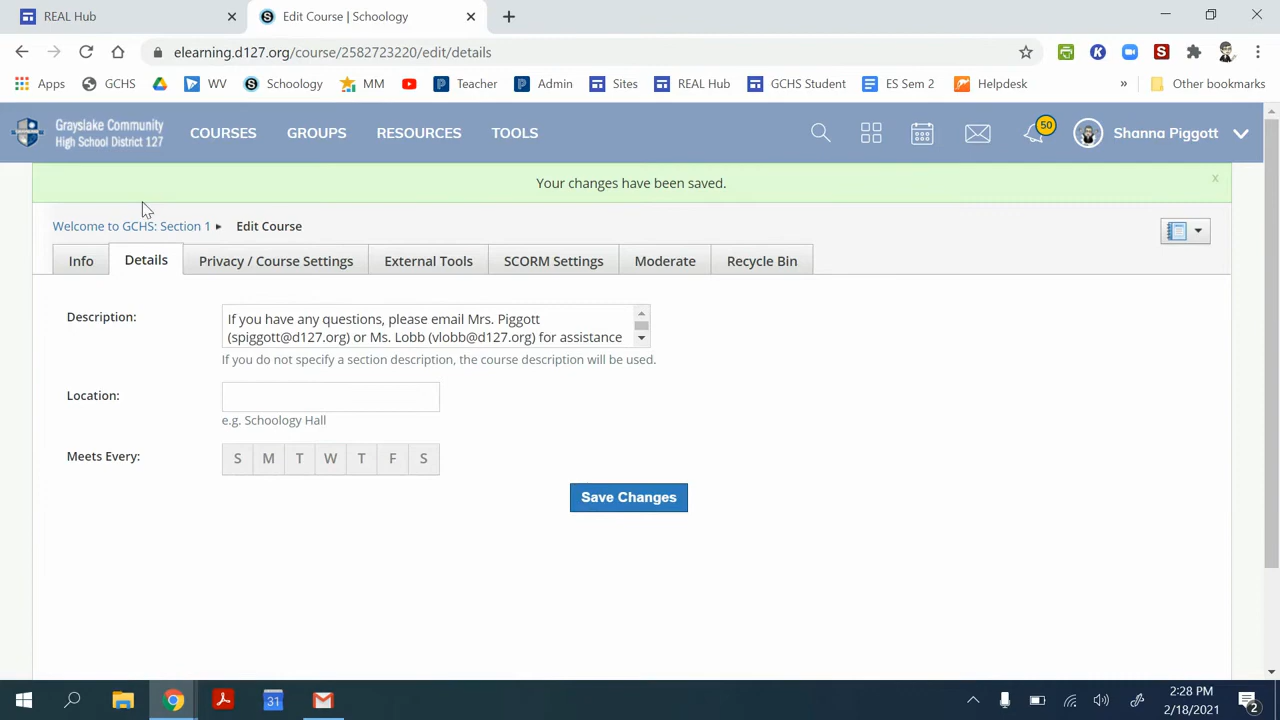 REAL Hub
Edit Course | Schoology
elearning.d127.org/course/2582723220/edit/details
Apps
GCHS
WV
Schoology
MM
Teacher
Admin
Sites
REAL Hub
GCHS Student
ES Sem 2
Helpdesk
»
Other bookmarks
Grayslake Community
High School District 127
COURSES
GROUPS
RESOURCES
TOOLS
50
Shanna Piggott
Your changes have been saved.
x
Welcome to GCHS: Section 1
Edit Course
Info
Details
Privacy / Course Settings
External Tools
SCORM Settings
Moderate
Recycle Bin
Description:
If you have any questions, please email Mrs. Piggott
(spiggott@d127.org) or Ms. Lobb (vlobb@d127.org) for assistance
If you do not specify a section description, the course description will be used.
Location:
e.g. Schoology Hall
Meets Every:
S M T W T F S
Save Changes
31
2:28 PM
2/18/2021
2